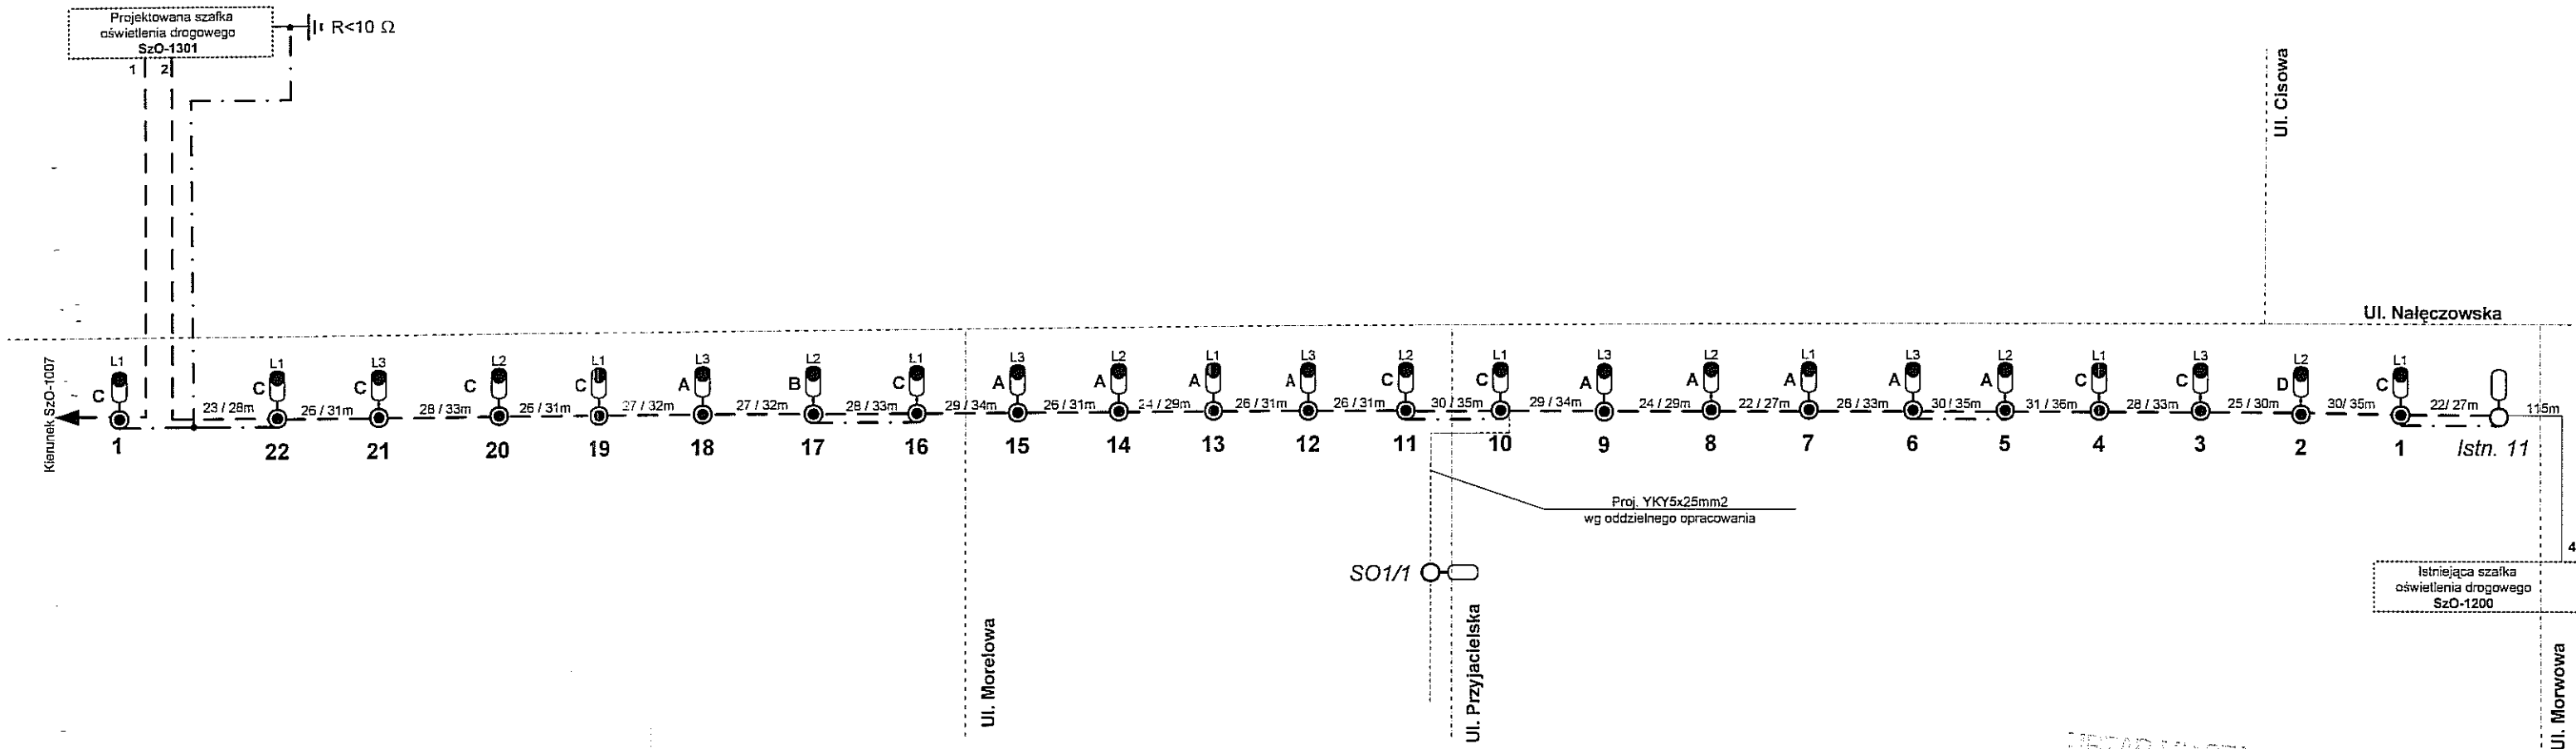 Projektowana szafka
oświetlenia drogowego
SzO-1301
R<10 Ω
1 2
Ul. Cisowa
Ul. Nałęczowska
Kierunek SzO-1007
L1 L1 L3 L2 L1 L3 L2 L1 L3 L2 L1 L3 L2 L1 L3 L2 L1 L3 L2 L1 L3 L2 L1
C C C C C A B C A A A A C C A A A A A C C D C
23 / 28m 26 / 31m 28 / 33m 26 / 31m 27 / 32m 27 / 32m 28 / 33m 29 / 34m 26 / 31m 24 / 29m 26 / 31m 26 / 31m 30 / 35m 29 / 34m 24 / 29m 22 / 27m 28 / 33m 30 / 35m 31 / 36m 28 / 33m 25 / 30m 30/ 35m 22/ 27m 115m
1 22 21 20 19 18 17 16 15 14 13 12 11 10 9 8 7 6 5 4 3 2 1 Istn. 11
Proj. YKY5x25mm2
wg oddzielnego opracowania
SO1/1
4
Istniejąca szafka
oświetlenia drogowego
SzO-1200
Ul. Morelowa
Ul. Przyjacielska
Ul. Morwowa